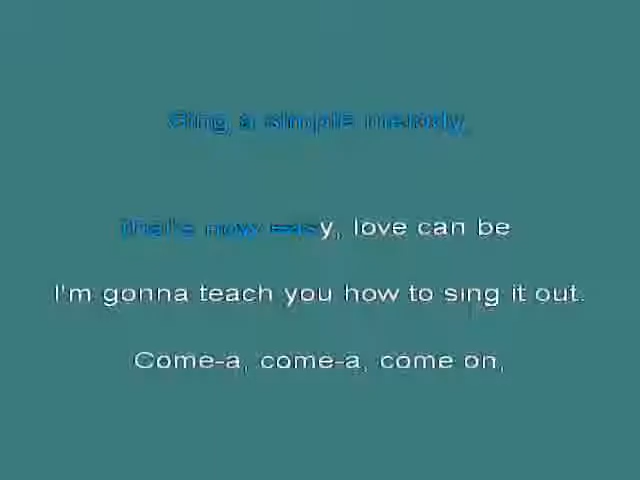 Sing a simple melody,
that's how easy, love can be
I'm gonna teach you how to sing it out.
Come-a, come-a, come on,